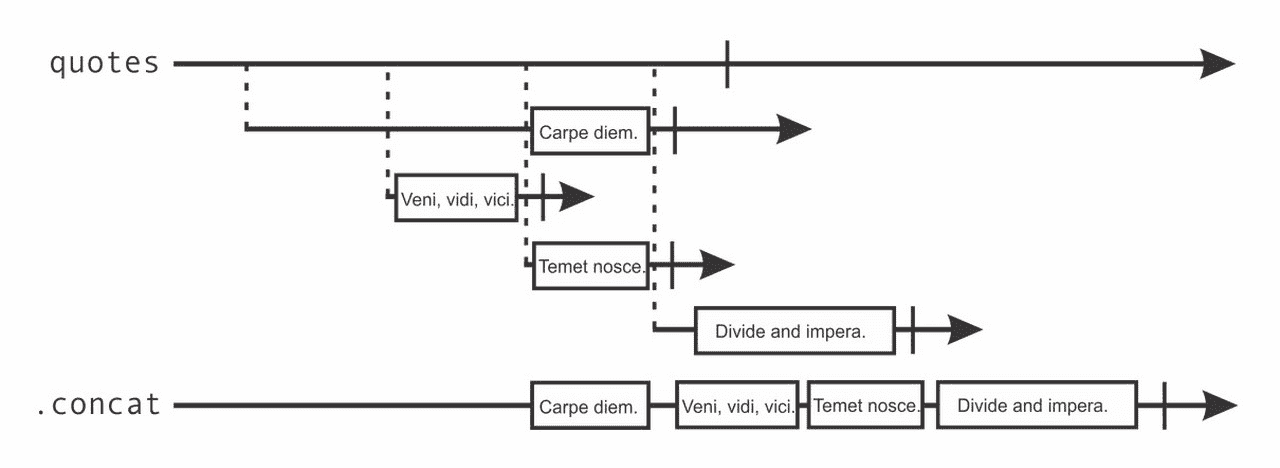 quotes
Carpe diem.
Veni, vidi, vici.
Temet nosce.
Divide and impera.
.concat
Carpe diem.
Veni, vidi, vici.
Temet nosce.
Divide and impera.